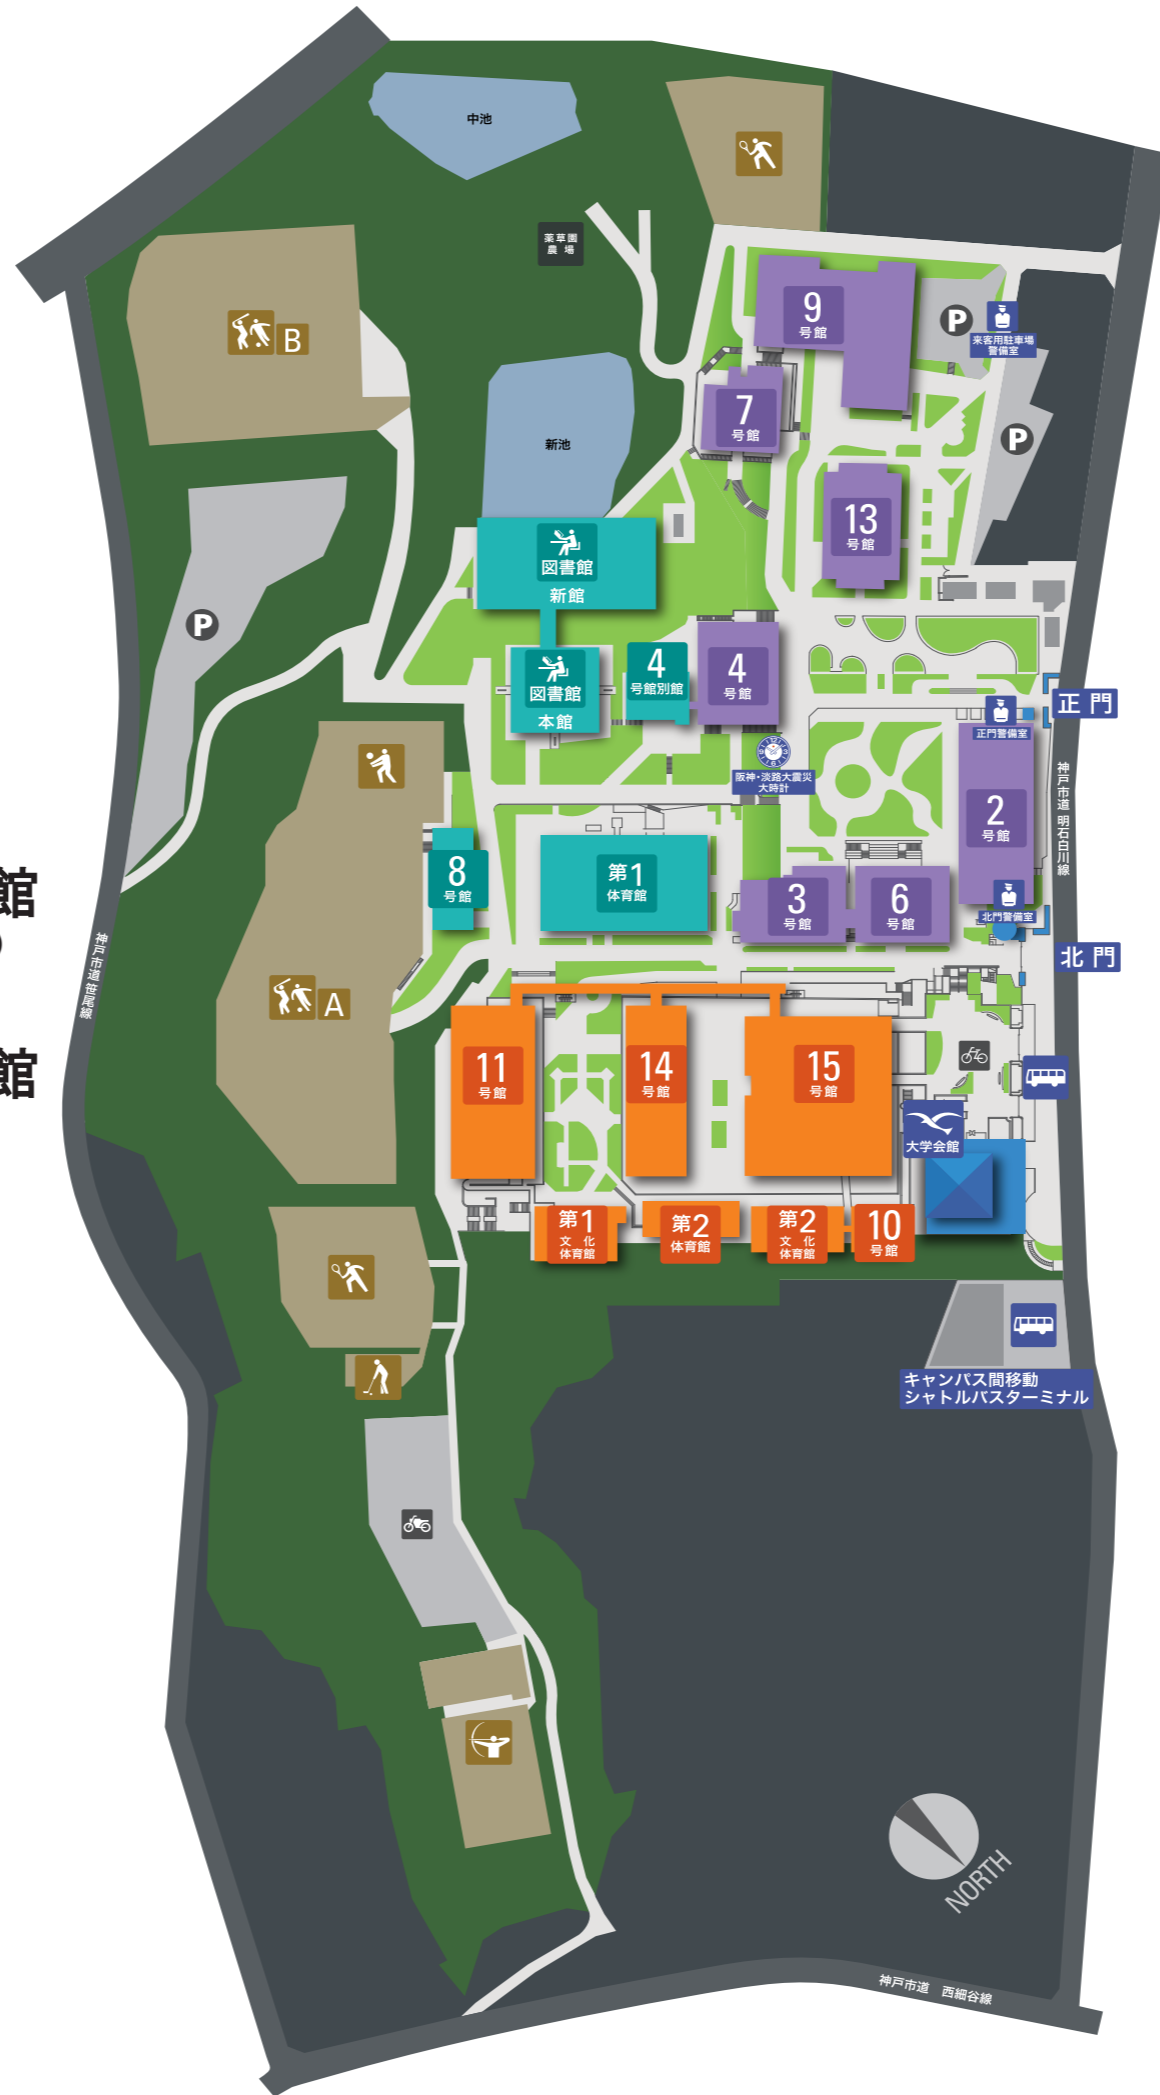 中池
薬草園
農場
B
9
号館
P
来客用駐車場
警備室
7
号館
P
新池
13
号館
図書館
新館
P
図書館
本館
4
号館別館
4
号館
正門
正門警備室
阪神・淡路大震災
大時計
神戸市道 明石白川線
2
号館
8
号館
第1
体育館
3
号館
6
号館
北門警備室
北門
館
神戸市道 笹尾線
A
館
11
号館
14
号館
15
号館
大学会館
第1
文化
体育館
第2
体育館
第2
文化
体育館
10
号館
キャンパス間移動
シャトルバスターミナル
NORTH
神戸市道 西細谷線